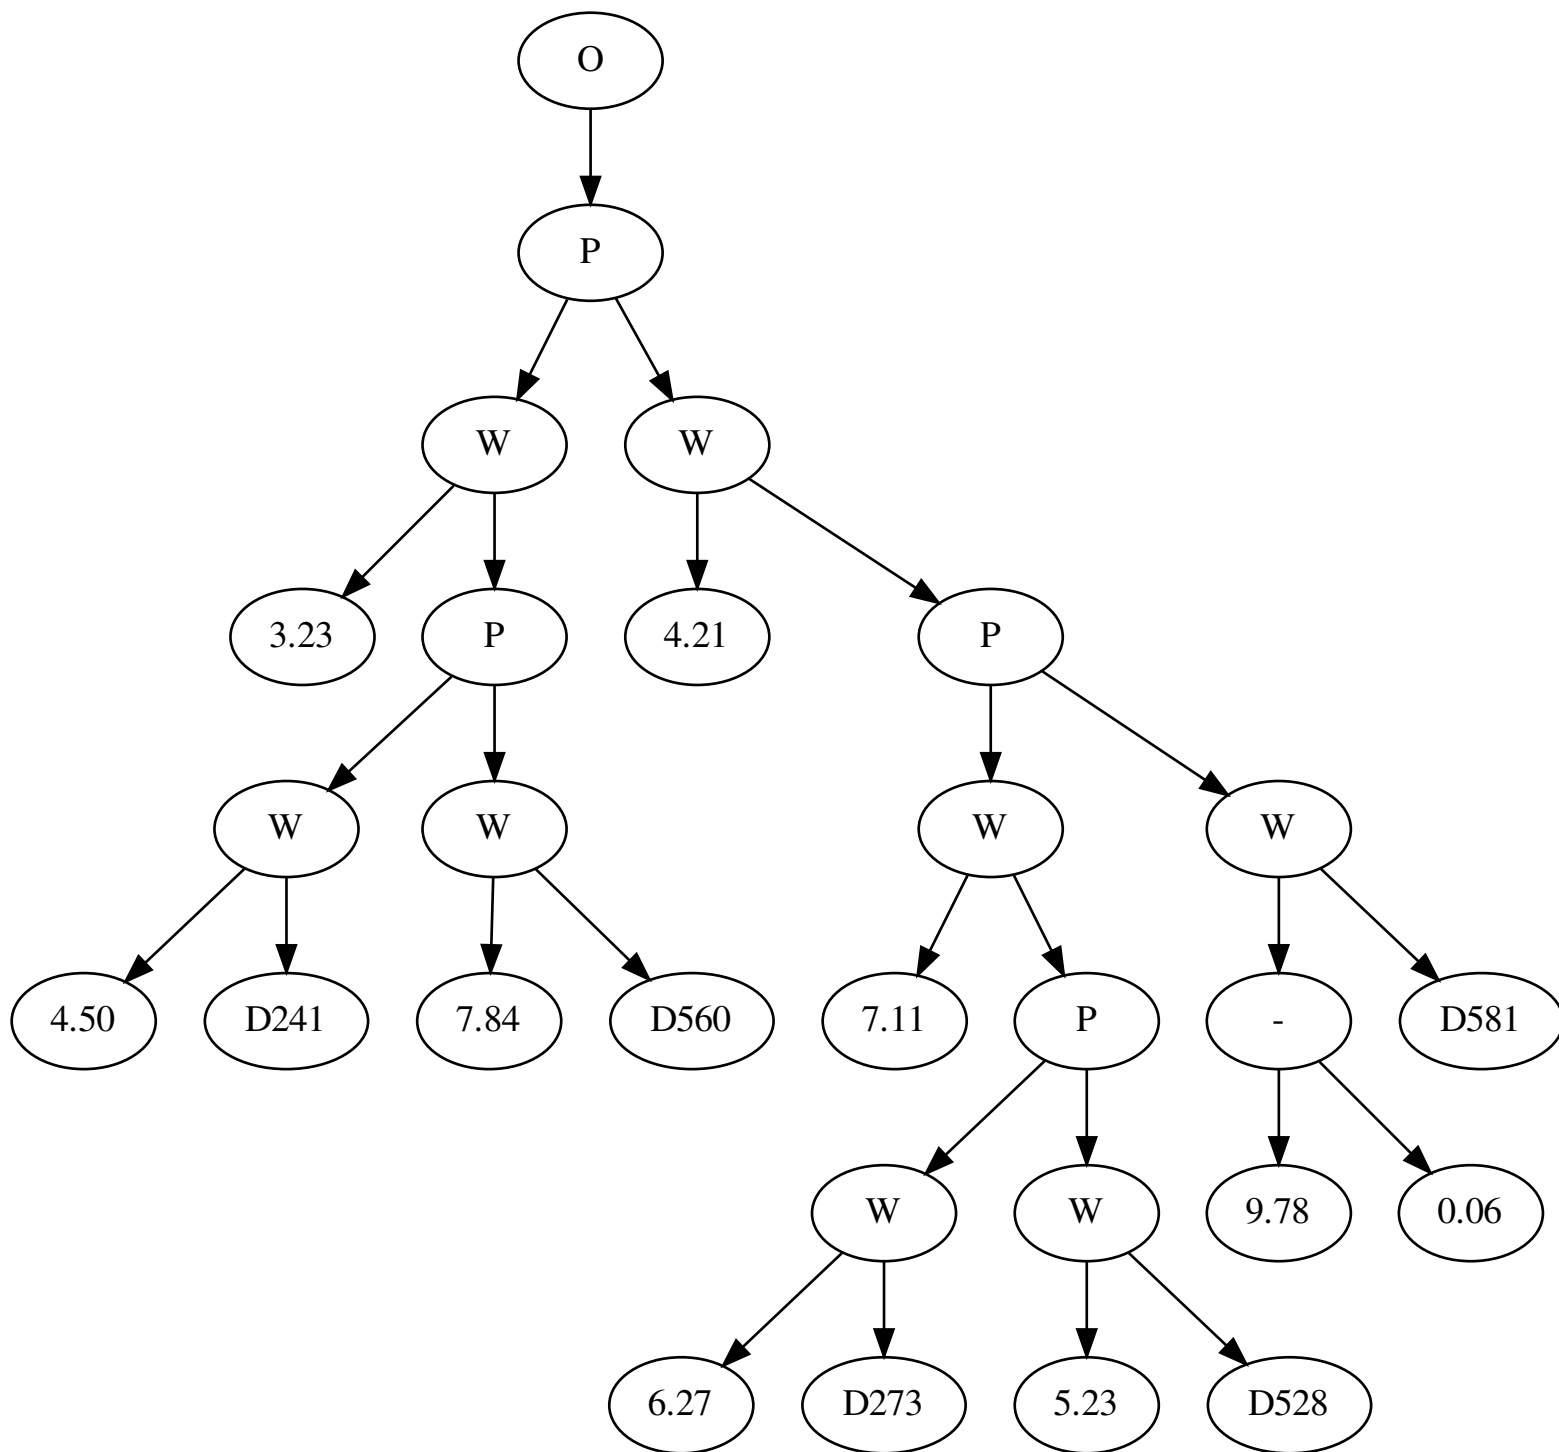 O
P
W W
3.23 P 4.21 P
W W W W
4.50 D241 7.84 D560 7.11 P - D581
W W 9.78 0.06
6.27 D273 5.23 D528